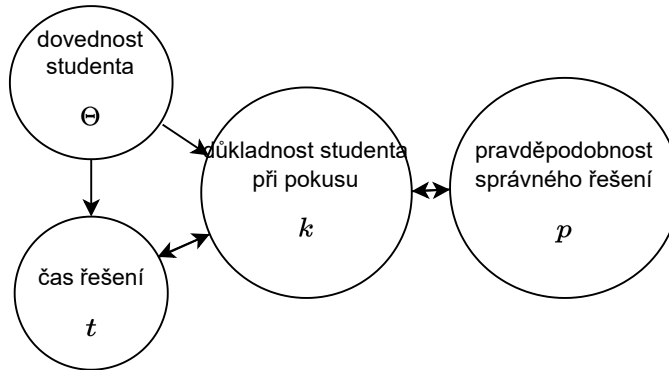 dovednost
studenta
Θ
důkladnost studenta
při pokusu
k
pravděpodobnost
správného řešení
p
čas řešení
t